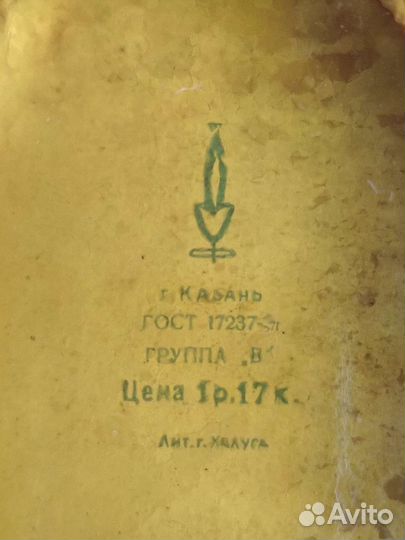 г. Казань
ГОСТ 17237-
ГРУППА „В"
Цена 1р.17к.
Лит. г. Калуга
Avito